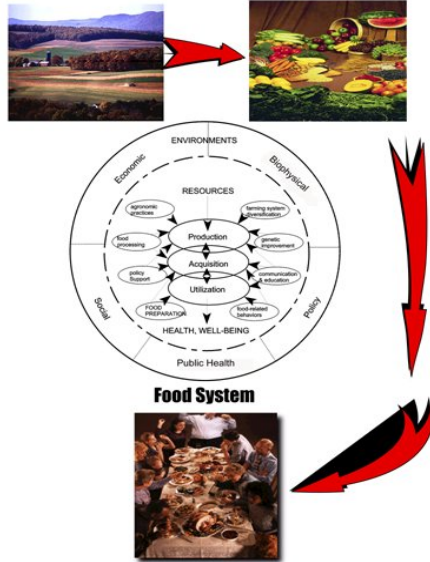 ENVIRONMENTS
Economic
Biophysical
RESOURCES
agronomic
practices
farming system
diversification
Production
food
processing
genetic
improvement
Acquisition
policy
Support
communication
& education
Utilization
FOOD
PREPARATION
food-related
behaviors
Social
Policy
HEALTH, WELL-BEING
Public Health
Food System